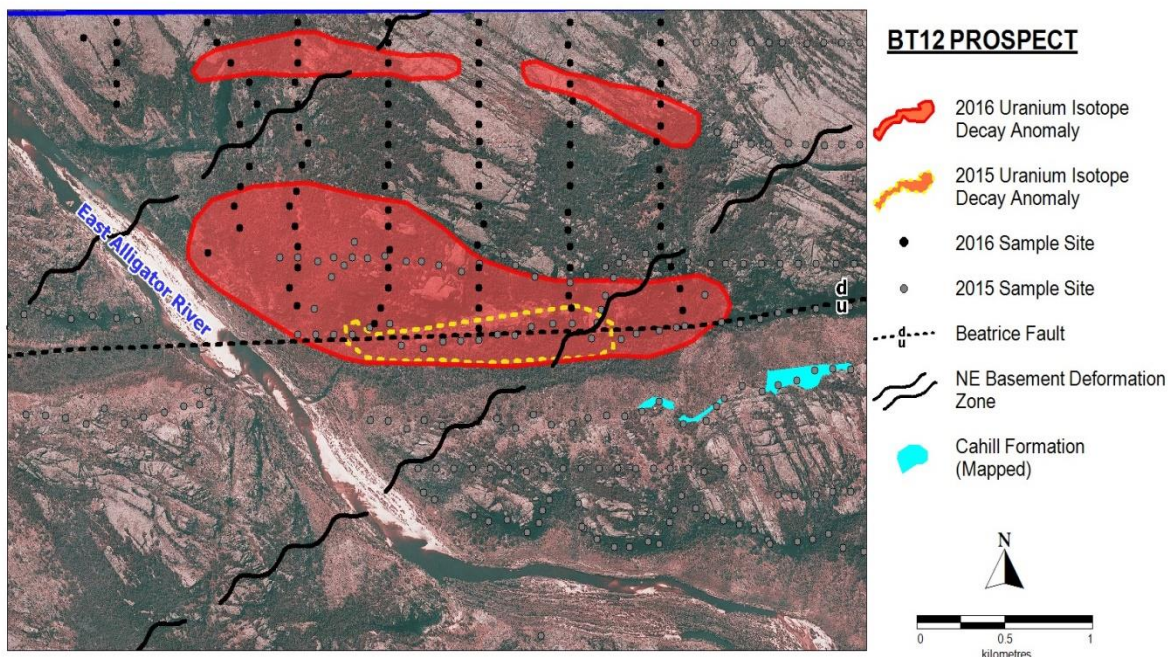 BT12 PROSPECT
2016 Uranium Isotope
Decay Anomaly
2015 Uranium Isotope
Decay Anomaly
2016 Sample Site
2015 Sample Site
d
u
Beatrice Fault
NE Basement Deformation
Zone
Cahill Formation
(Mapped)
N
0 0.5 1
kilometres
East Alligator River
d
u